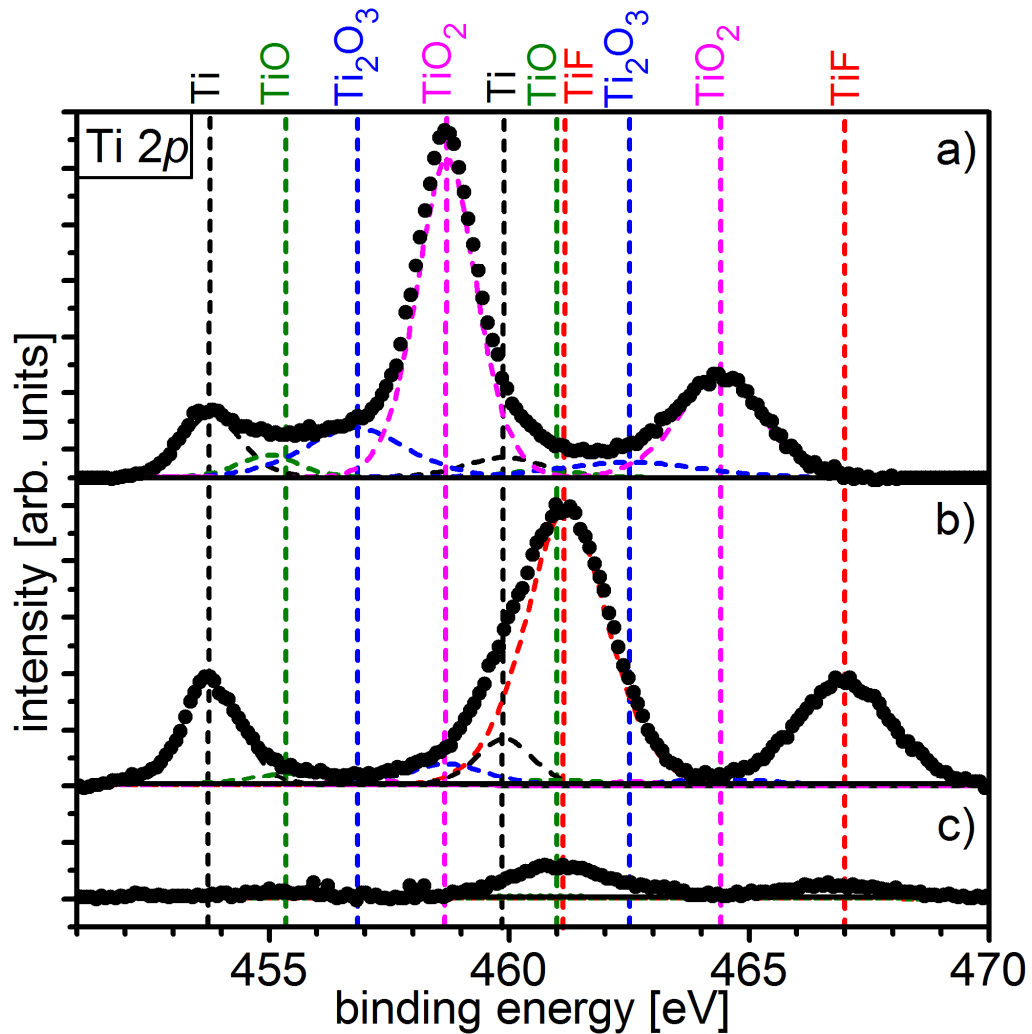 Ti TiO Ti₂O₃ TiO₂ Ti TiO TiF Ti₂O₃ TiO₂ TiF
Ti 2p
a)
b)
c)
intensity [arb. units]
455 460 465 470
binding energy [eV]